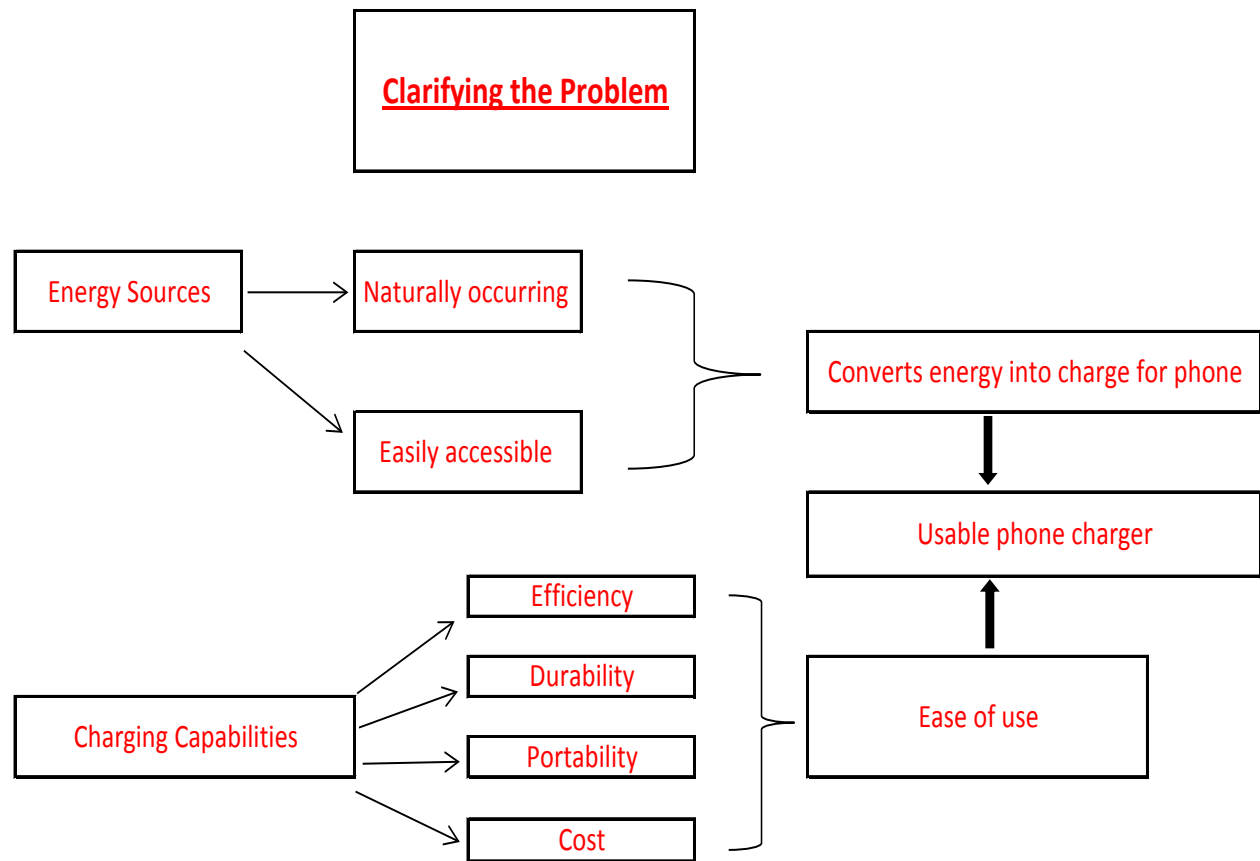 Clarifying the Problem
Energy Sources
Naturally occurring
Easily accessible
Converts energy into charge for phone
Usable phone charger
Charging Capabilities
Efficiency
Durability
Portability
Cost
Ease of use